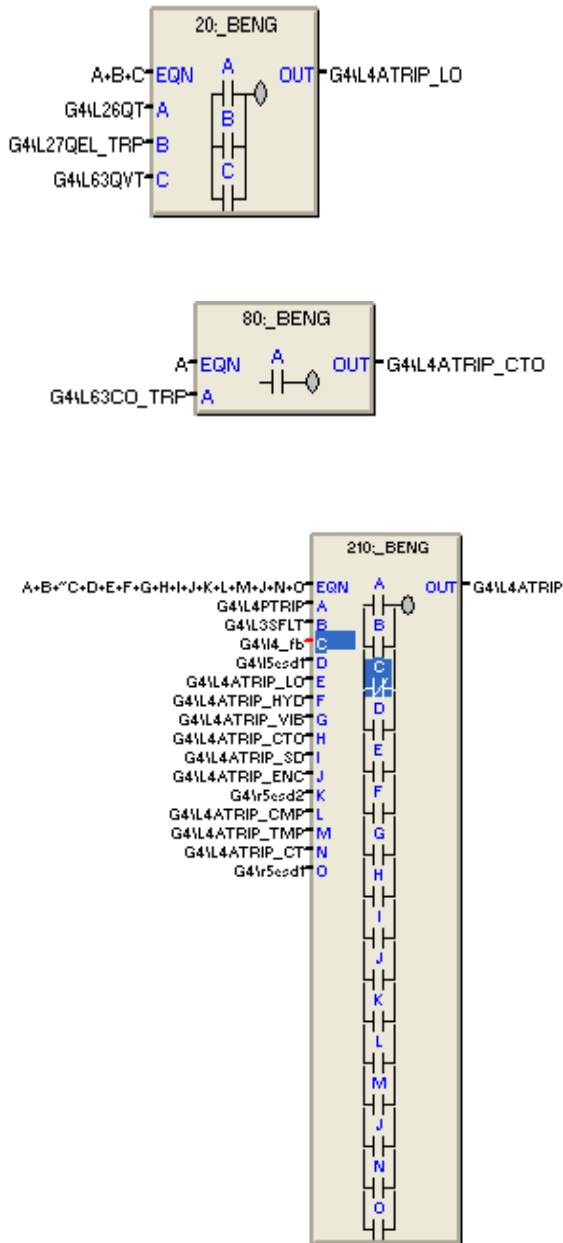 20:_BENG
A+B+C EQN A OUT G4\L4ATRIP_LO
G4\L26QT A
B
G4\L27QEL_TRP B
G4\L63QVT C C
80:_BENG
A EQN A OUT G4\L4ATRIP_CTO
G4\L63CO_TRP A
210:_BENG
A+B+~C+D+E+F+G+H+I+J+K+L+M+J+N+O EQN A OUT G4\L4ATRIP
G4\L4PTRIP A
G4\L3SFLT B B
G4\l4_fb C
G4\l5esd1 D C
G4\L4ATRIP_LO E
G4\L4ATRIP_HYD F
G4\L4ATRIP_VIB G D
G4\L4ATRIP_CTO H
G4\L4ATRIP_SD I E
G4\L4ATRIP_ENC J
G4\r5esd2 K F
G4\L4ATRIP_CMP L
G4\L4ATRIP_TMP M G
G4\L4ATRIP_CT N
G4\r5esd1 O H
I
J
K
L
M
J
N
O